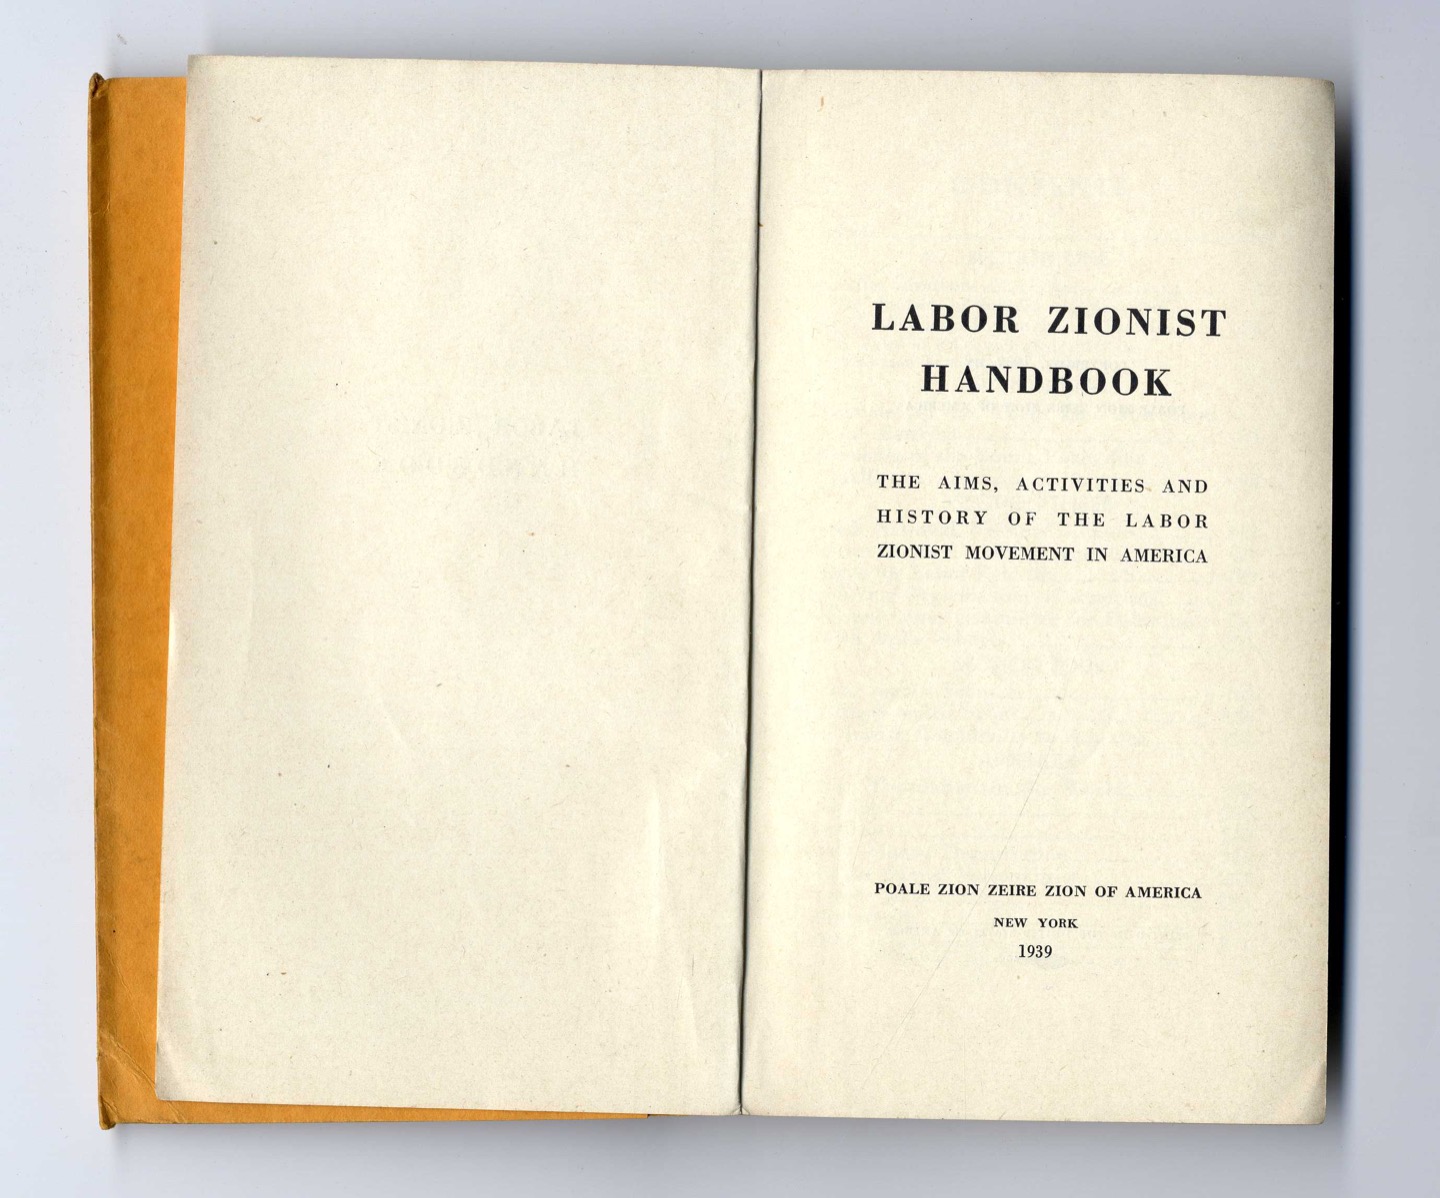 LABOR ZIONIST
HANDBOOK
THE AIMS, ACTIVITIES AND
HISTORY OF THE LABOR
ZIONIST MOVEMENT IN AMERICA
POALE ZION ZEIRE ZION OF AMERICA
NEW YORK
1939